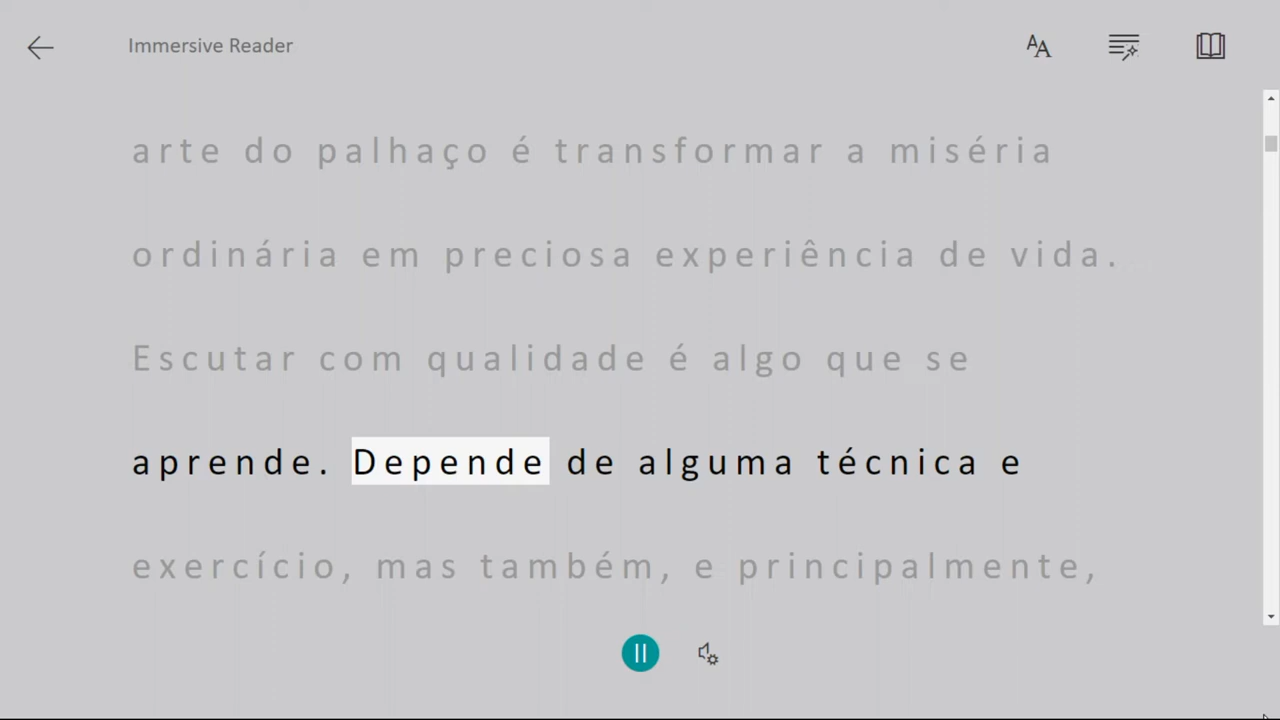 Immersive Reader
arte do palhaço é transformar a miséria
ordinária em preciosa experiência de vida.
Escutar com qualidade é algo que se
aprende. Depende de alguma técnica e
exercício, mas também, e principalmente,